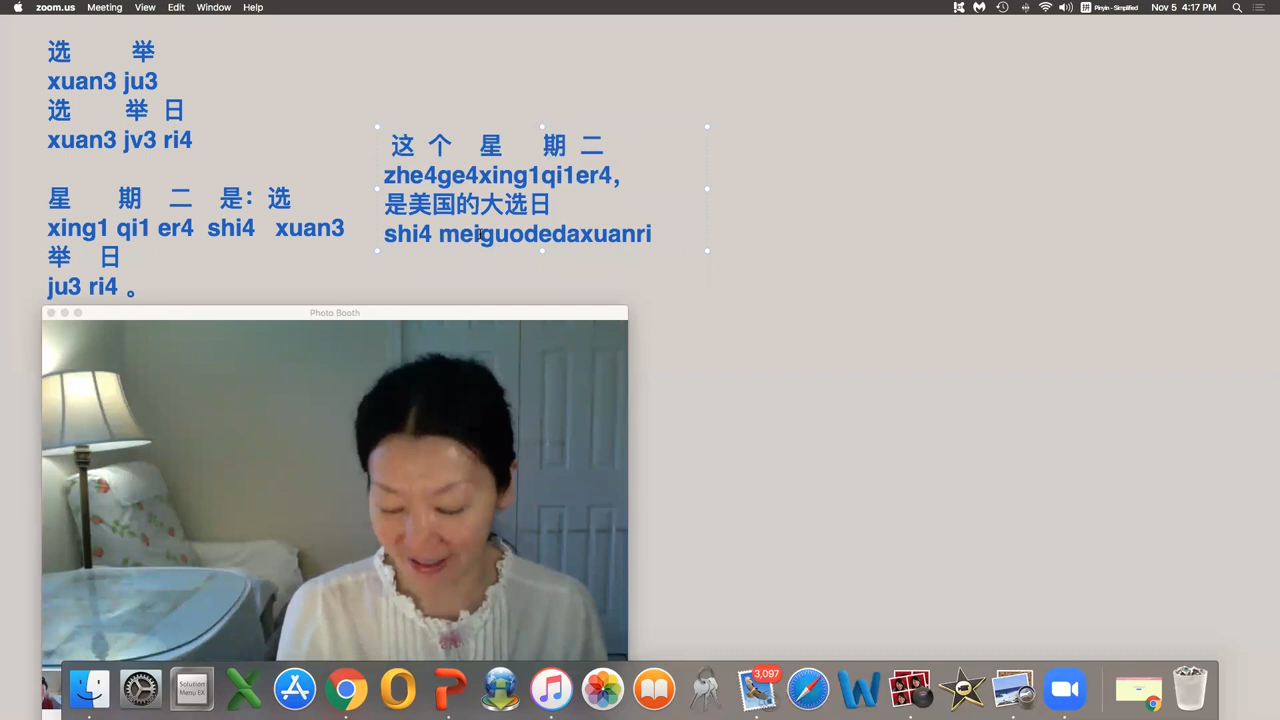 zoom.us Meeting View Edit Window Help
Pinyin - Simplified Nov 5 4:17 PM
选 举
xuan3 ju3
选 举 日
xuan3 jv3 ri4
星 期 二 是：选
xing1 qi1 er4 shi4 xuan3
举 日
ju3 ri4 。
这 个 星 期 二
zhe4ge4xing1qi1er4,
是美国的大选日
shi4 meiguodedaxuanri
Photo Booth
Solution
Menu EX
3,097